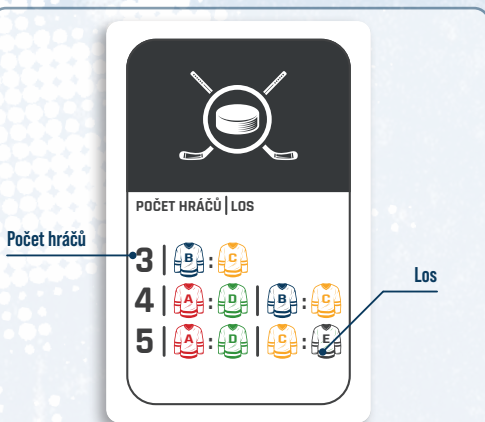 POČET HRÁČŮ | LOS
Počet hráčů
3 | B : C
Los
4 | A : D | B : C
5 | A : D | C : E